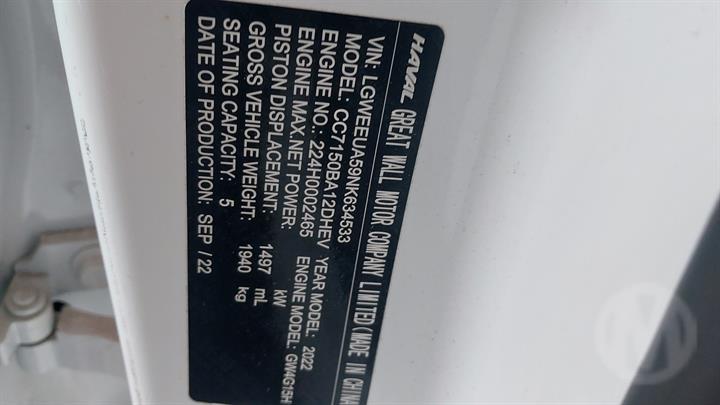 HAVAL GREAT WALL MOTOR COMPANY LIMITED (MADE IN CHINA
VIN: LGWEEUA59NK634533
MODEL: CC7150BA12DHEV YEAR MODEL: 2022
ENGINE NO.: 224H0002465 ENGINE MODEL: GW4G15H
ENGINE MAX.NET POWER: kW
PISTON DISPLACEMENT: 1497 mL
GROSS VEHICLE WEIGHT: 1940 kg
SEATING CAPACITY: 5
DATE OF PRODUCTION: SEP /22